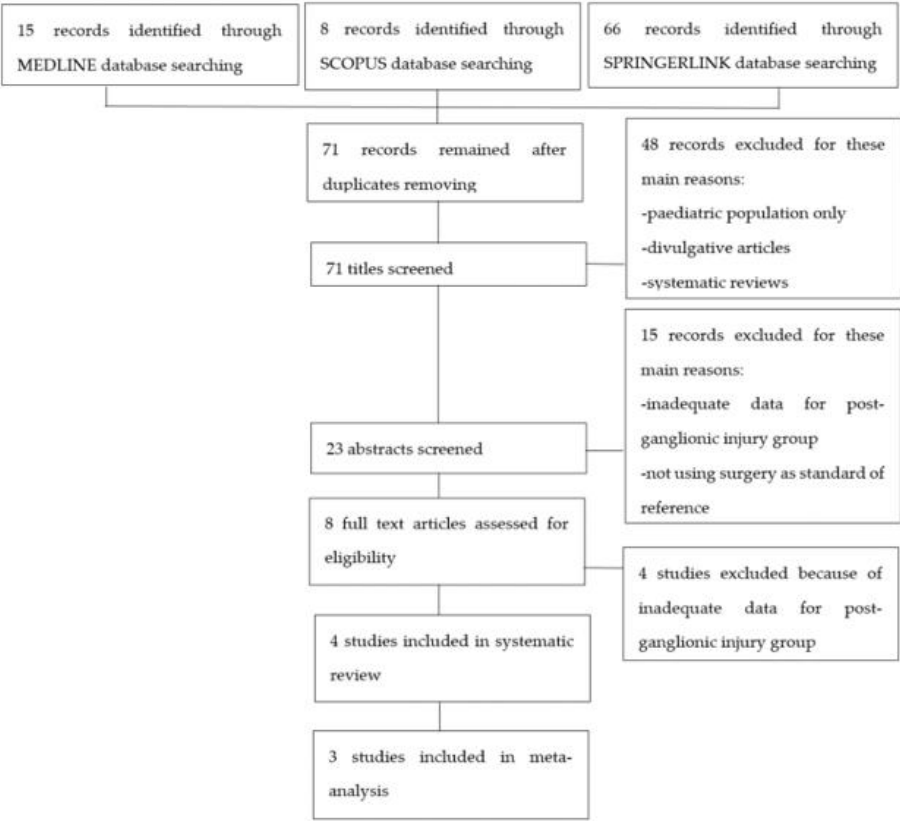 15 records identified through
MEDLINE database searching
8 records identified through
SCOPUS database searching
66 records identified through
SPRINGERLINK database searching
71 records remained after
duplicates removing
48 records excluded for these
main reasons:
-paediatric population only
-divulgative articles
-systematic reviews
71 titles screened
15 records excluded for these
main reasons:
-inadequate data for post-
ganglionic injury group
-not using surgery as standard of
reference
23 abstracts screened
8 full text articles assessed for
eligibility
4 studies excluded because of
inadequate data for post-
ganglionic injury group
4 studies included in systematic
review
3 studies included in meta-
analysis